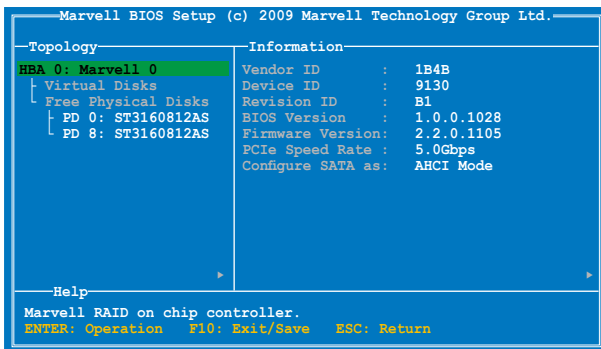 Marvell BIOS Setup (c) 2009 Marvell Technology Group Ltd.
Topology
HBA 0: Marvell 0
Virtual Disks
Free Physical Disks
PD 0: ST3160812AS
PD 8: ST3160812AS
Information
Vendor ID : 1B4B
Device ID : 9130
Revision ID : B1
BIOS Version : 1.0.0.1028
Firmware Version: 2.2.0.1105
PCIe Speed Rate : 5.0Gbps
Configure SATA as: AHCI Mode
Help
Marvell RAID on chip controller.
ENTER: Operation F10: Exit/Save ESC: Return